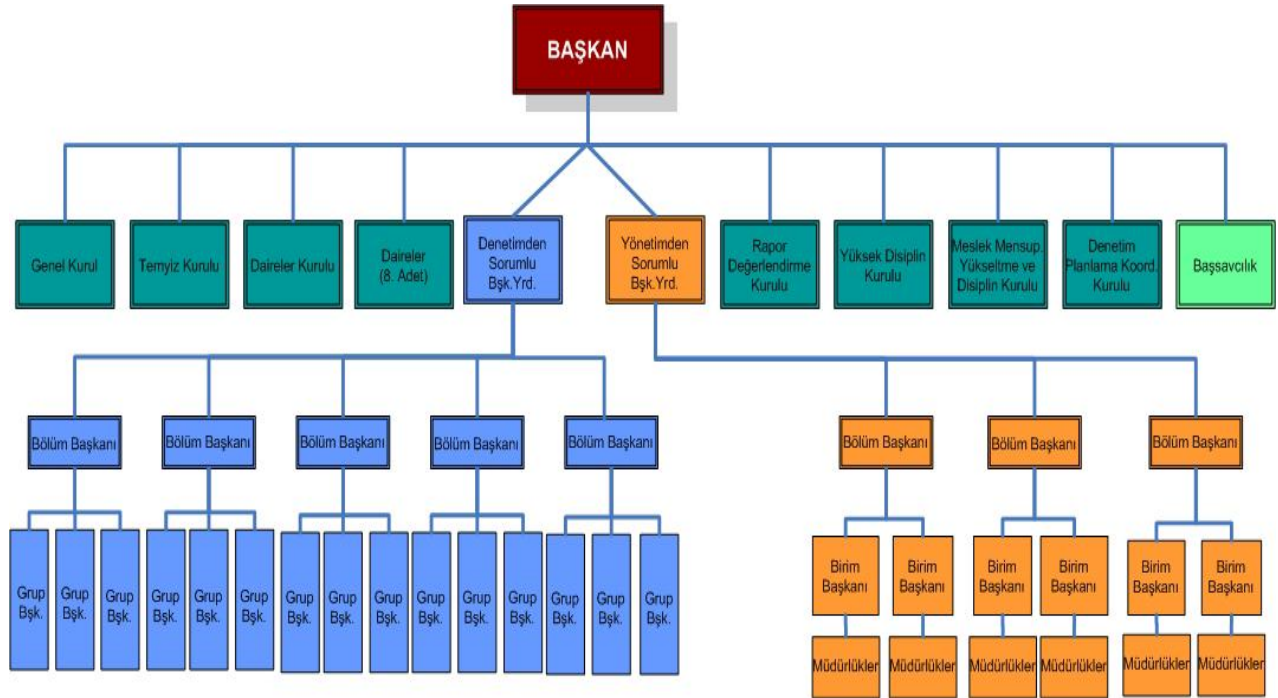 BAŞKAN
Genel Kurul
Temyiz Kurulu
Daireler Kurulu
Daireler
(8. Adet)
Denetimden
Sorumlu
Bşk.Yrd.
Yönetimden
Sorumlu
Bşk.Yrd.
Rapor
Değerlendirme
Kurulu
Yüksek Disiplin
Kurulu
Meslek Mensup.
Yükseltme ve
Disiplin Kurulu
Denetim
Planlama Koord.
Kurulu
Başsavcılık
Bölüm Başkanı
Bölüm Başkanı
Bölüm Başkanı
Bölüm Başkanı
Bölüm Başkanı
Bölüm Başkanı
Bölüm Başkanı
Bölüm Başkanı
Grup
Bşk.
Grup
Bşk.
Grup
Bşk.
Grup
Bşk.
Grup
Bşk.
Grup
Bşk.
Grup
Bşk.
Grup
Bşk.
Grup
Bşk.
Grup
Bşk.
Grup
Bşk.
Grup
Bşk.
Grup
Bşk.
Grup
Bşk.
Grup
Bşk.
Birim
Başkanı
Birim
Başkanı
Birim
Başkanı
Birim
Başkanı
Birim
Başkanı
Birim
Başkanı
Müdürlükler
Müdürlükler
Müdürlükler
Müdürlükler
Müdürlükler
Müdürlükler